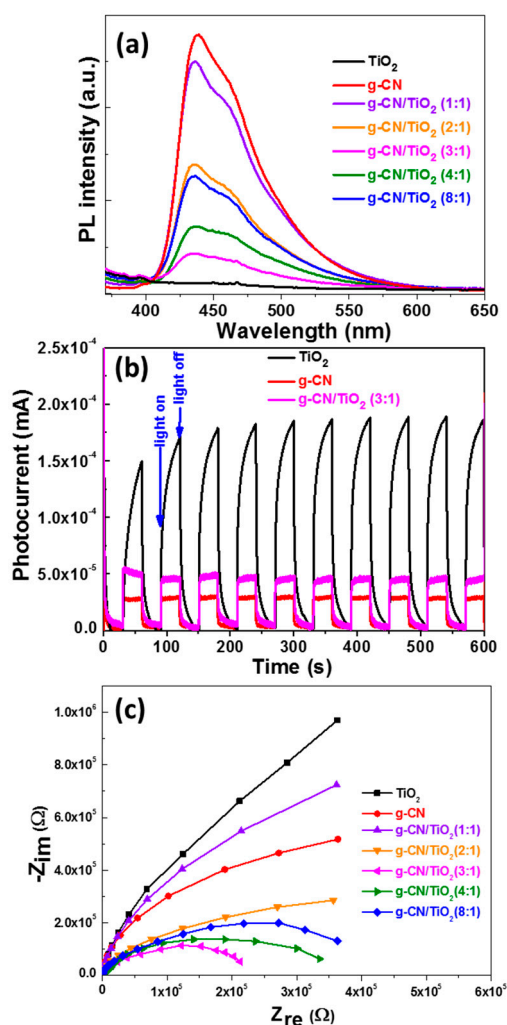 (a)
TiO₂
g-CN
g-CN/TiO₂ (1:1)
g-CN/TiO₂ (2:1)
g-CN/TiO₂ (3:1)
g-CN/TiO₂ (4:1)
g-CN/TiO₂ (8:1)
PL intensity (a.u.)
400 450 500 550 600 650
Wavelength (nm)
(b)
TiO₂
g-CN
g-CN/TiO₂ (3:1)
light on
light off
Photocurrent (mA)
2.5x10⁻⁴
2.0x10⁻⁴
1.5x10⁻⁴
1.0x10⁻⁴
5.0x10⁻⁵
0.0
0 100 200 300 400 500 600
Time (s)
(c)
TiO₂
g-CN
g-CN/TiO₂(1:1)
g-CN/TiO₂(2:1)
g-CN/TiO₂(3:1)
g-CN/TiO₂(4:1)
g-CN/TiO₂(8:1)
-Zim (Ω)
1.0x10⁶
8.0x10⁵
6.0x10⁵
4.0x10⁵
2.0x10⁵
0.0
0 1x10⁵ 2x10⁵ 3x10⁵ 4x10⁵ 5x10⁵ 6x10⁵
Zre (Ω)